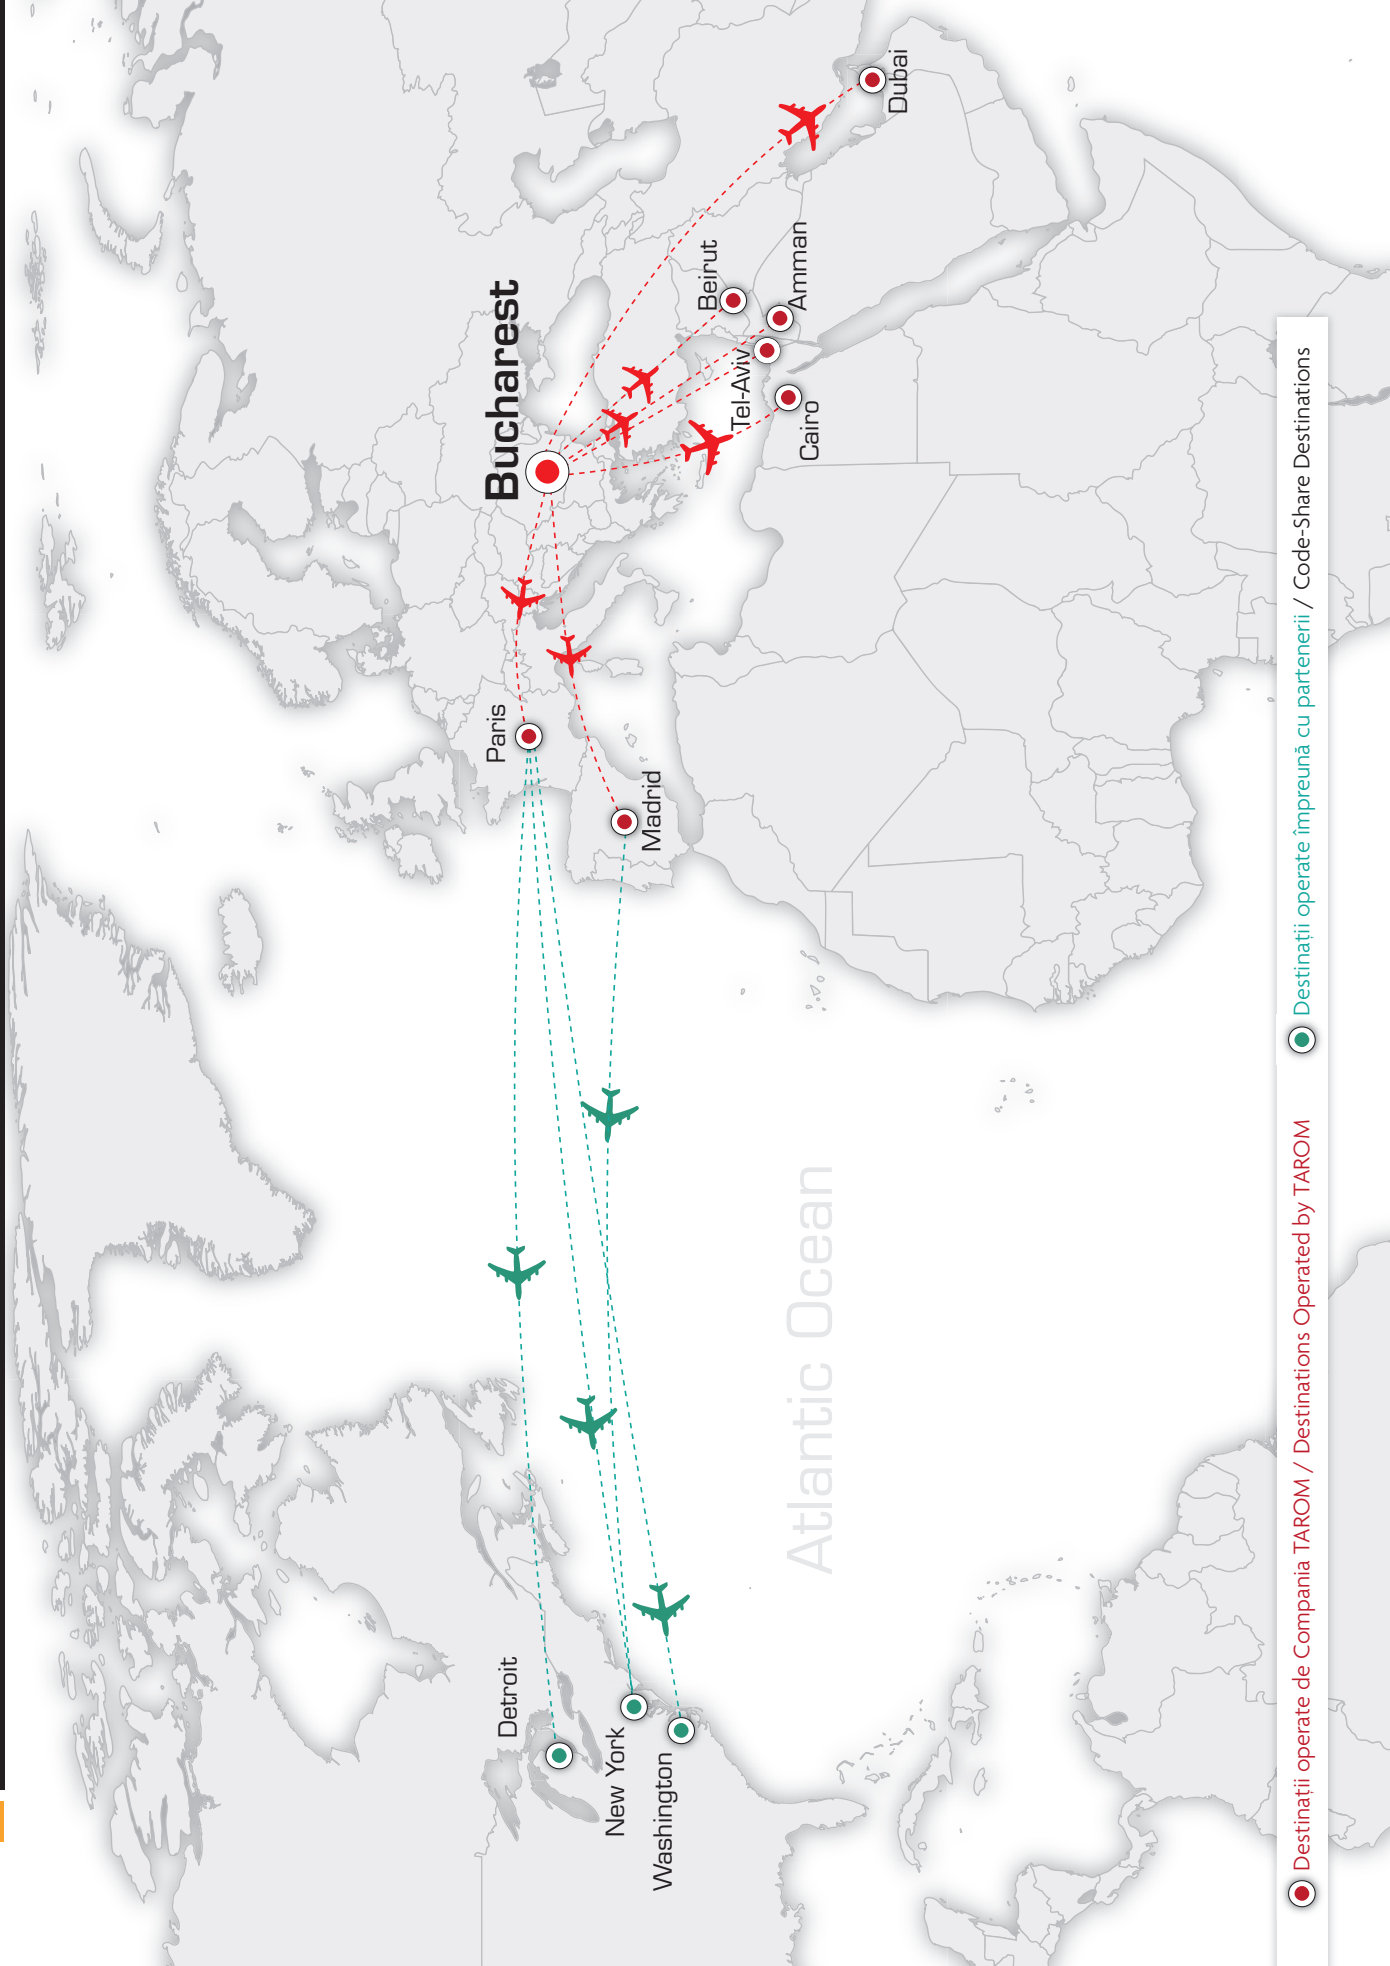 Bucharest
Paris
Madrid
Beirut
Amman
Tel-Aviv
Cairo
Dubai
Detroit
New York
Washington
Atlantic Ocean
Destinații operate de Compania TAROM / Destinations Operated by TAROM
Destinații operate împreună cu partenerii / Code-Share Destinations